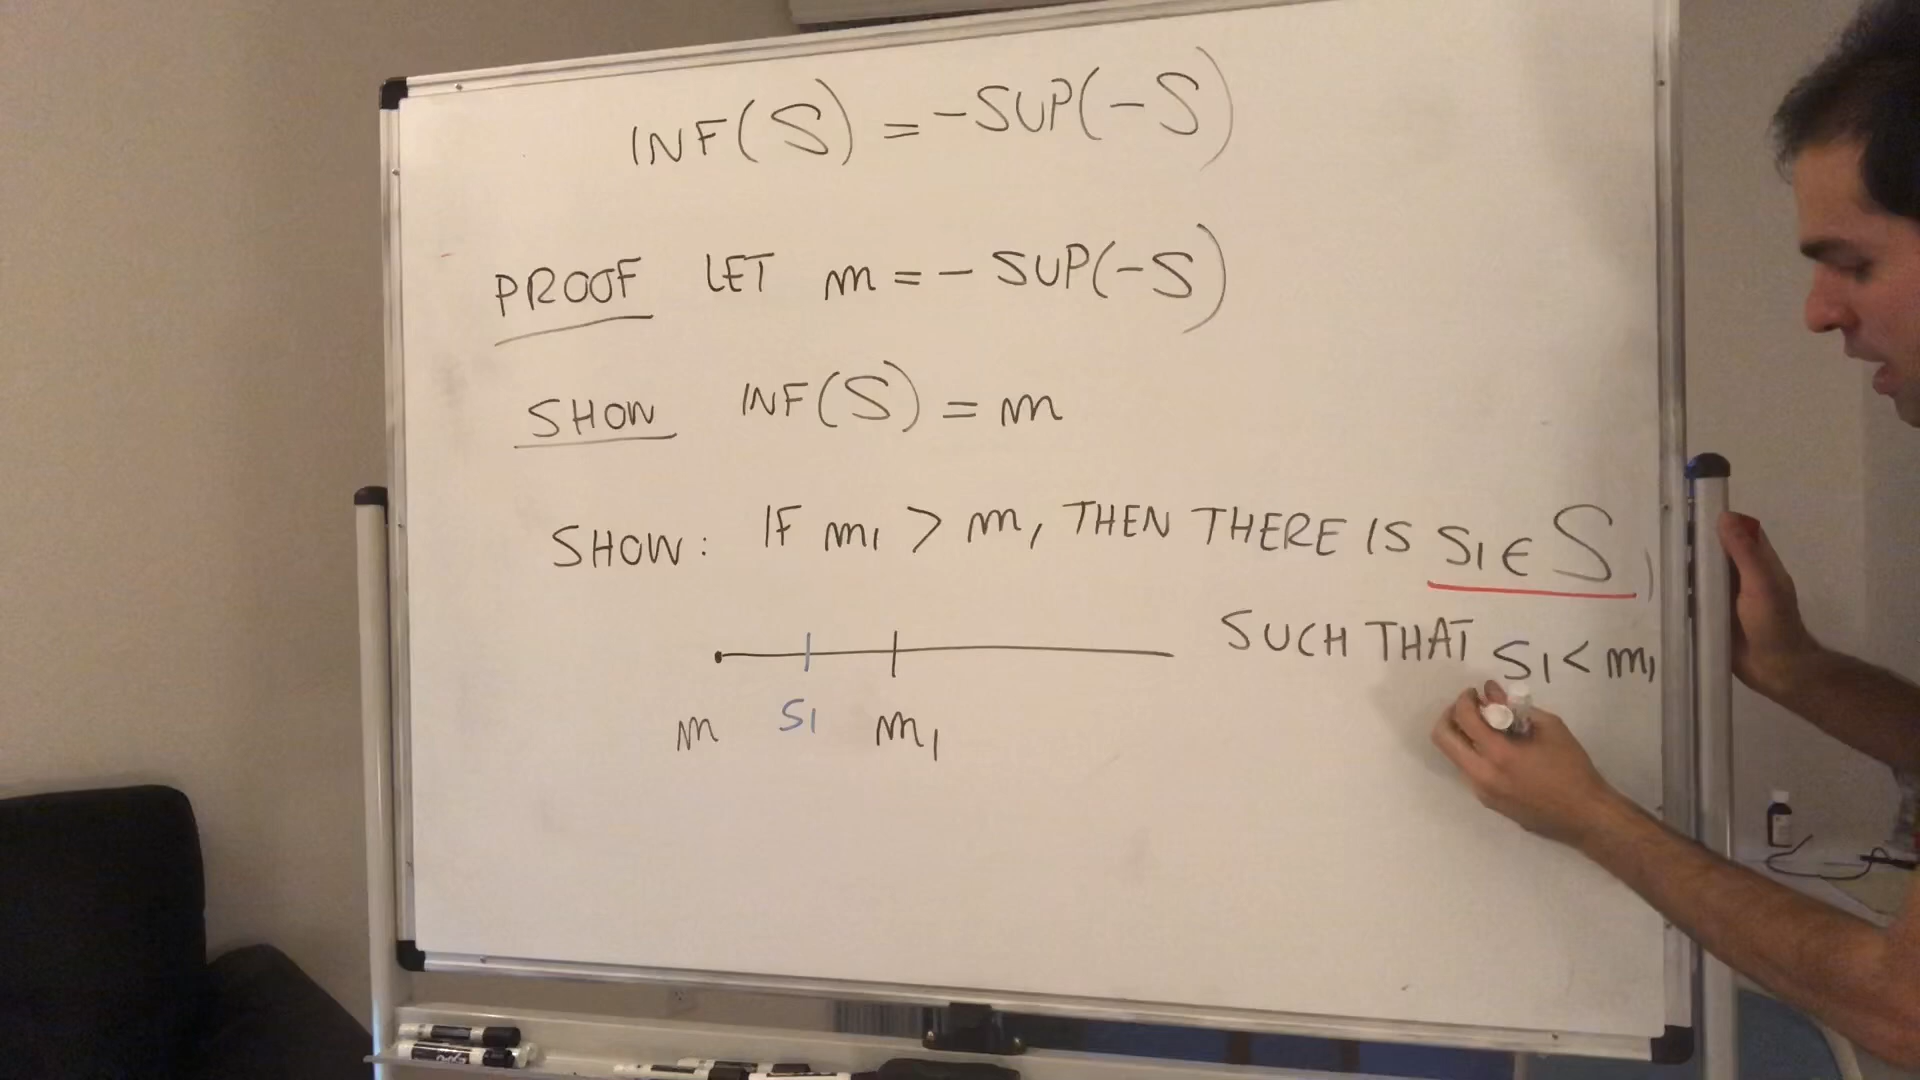 INF(S) = -SUP(-S)
PROOF LET m = - SUP(-S)
SHOW INF(S) = m
SHOW: IF m₁ > m, THEN THERE IS s₁ ∈ S,
SUCH THAT s₁ < m₁
m s₁ m₁